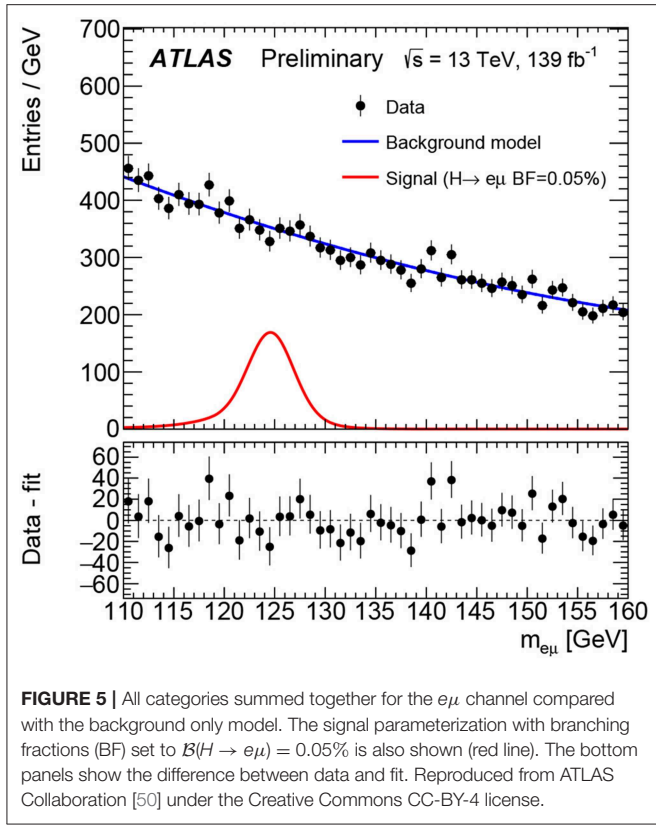 700
600
500
400
300
200
100
0
Entries / GeV
ATLAS Preliminary √s = 13 TeV, 139 fb⁻¹
Data
Background model
Signal (H→ eμ BF=0.05%)
60
40
20
0
−20
−40
−60
Data - fit
110 115 120 125 130 135 140 145 150 155 160
m_eμ [GeV]
FIGURE 5 | All categories summed together for the eμ channel compared
with the background only model. The signal parameterization with branching
fractions (BF) set to 𝓑(H → eμ) = 0.05% is also shown (red line). The bottom
panels show the difference between data and fit. Reproduced from ATLAS
Collaboration [50] under the Creative Commons CC-BY-4 license.